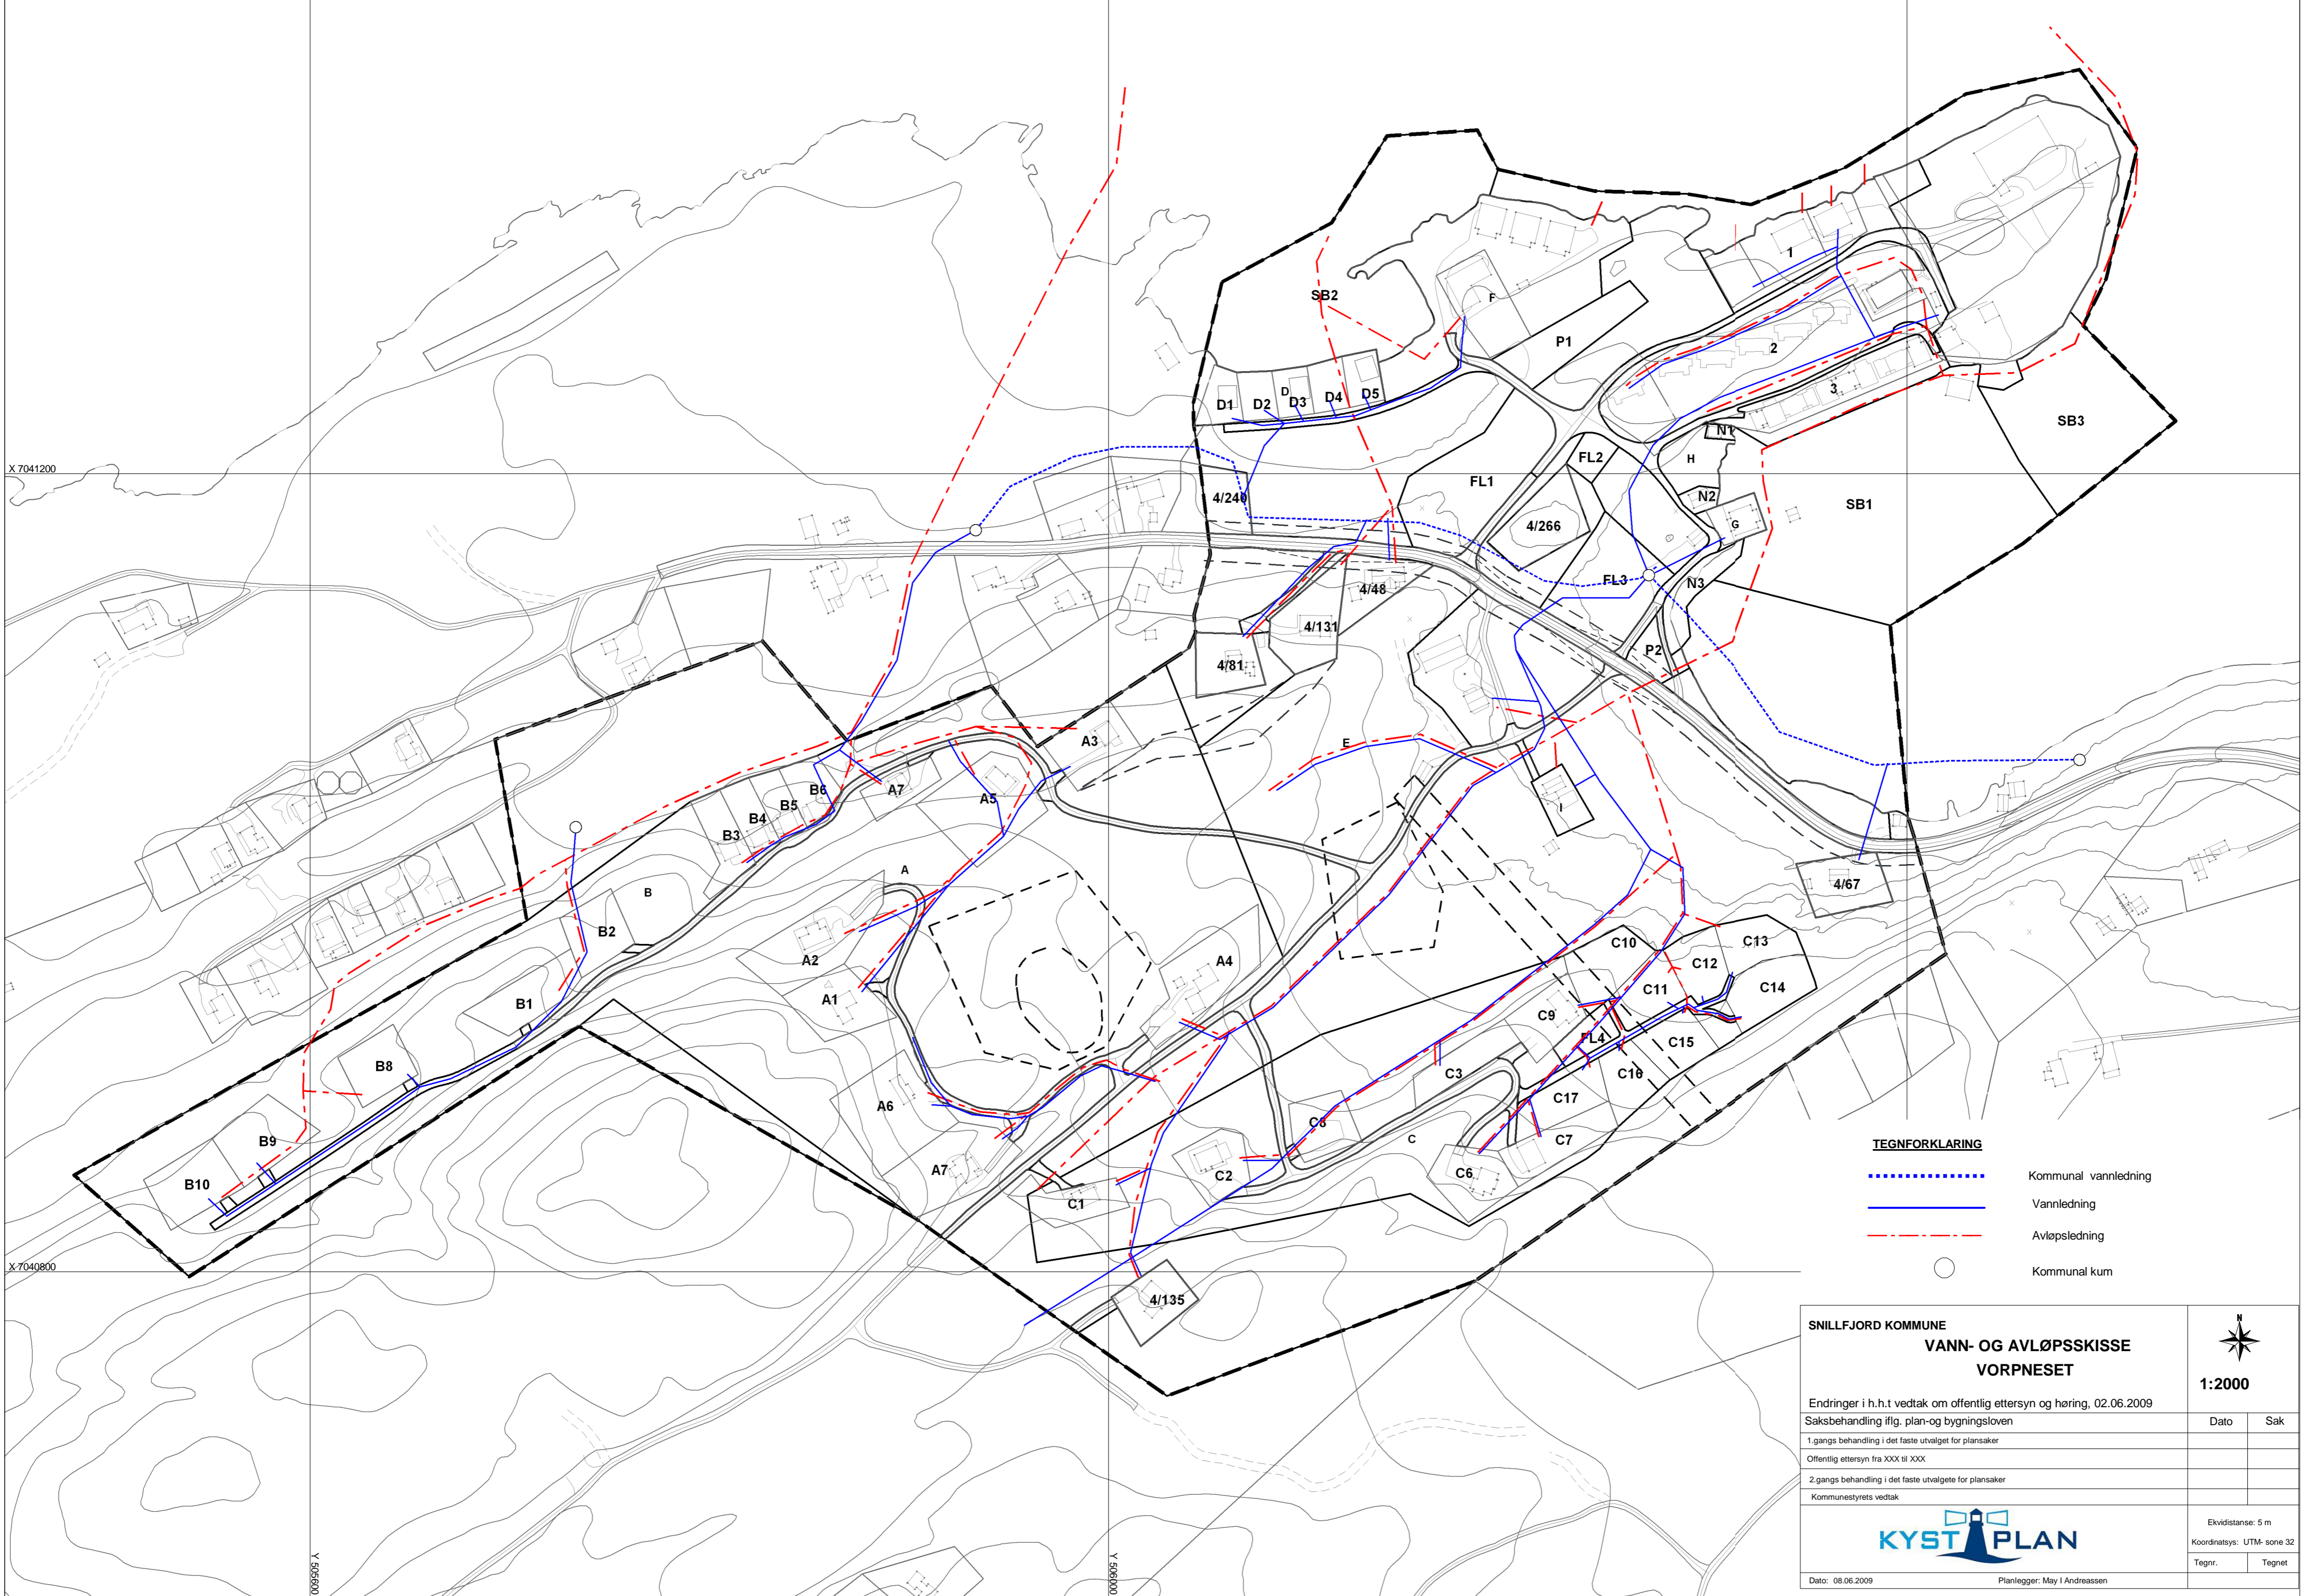 SB2
F
1
P1
2
3
D1
D2
D
D3
D4
D5
SB3
N1
H
FL2
FL1
X 7041200
4/240
N2
SB1
4/266
G
FL3
N3
4/48
4/131
4/81
P2
A3
E
B6
A7
A5
B5
B4
B3
I
A
B
4/67
B2
A2
A4
C10
C13
C12
A1
B1
C11
C14
C9
FL4
C15
B8
C3
C16
A6
C17
B9
C8
C
C7
A7
C2
C6
B10
C1
X 7040800
4/135
Y 505600
Y 506000
TEGNFORKLARING
Kommunal vannledning
Vannledning
Avløpsledning
Kommunal kum
SNILLFJORD KOMMUNE
VANN- OG AVLØPSSKISSE
VORPNESET
N
1:2000
Endringer i h.h.t vedtak om offentlig ettersyn og høring, 02.06.2009
Saksbehandling iflg. plan-og bygningsloven
Dato
Sak
1.gangs behandling i det faste utvalget for plansaker
Offentlig ettersyn fra XXX til XXX
2.gangs behandling i det faste utvalgete for plansaker
Kommunestyrets vedtak
KYST PLAN
Ekvidistanse: 5 m
Koordinatsys: UTM- sone 32
Tegnr.
Tegnet
Dato: 08.06.2009
Planlegger: May I Andreassen